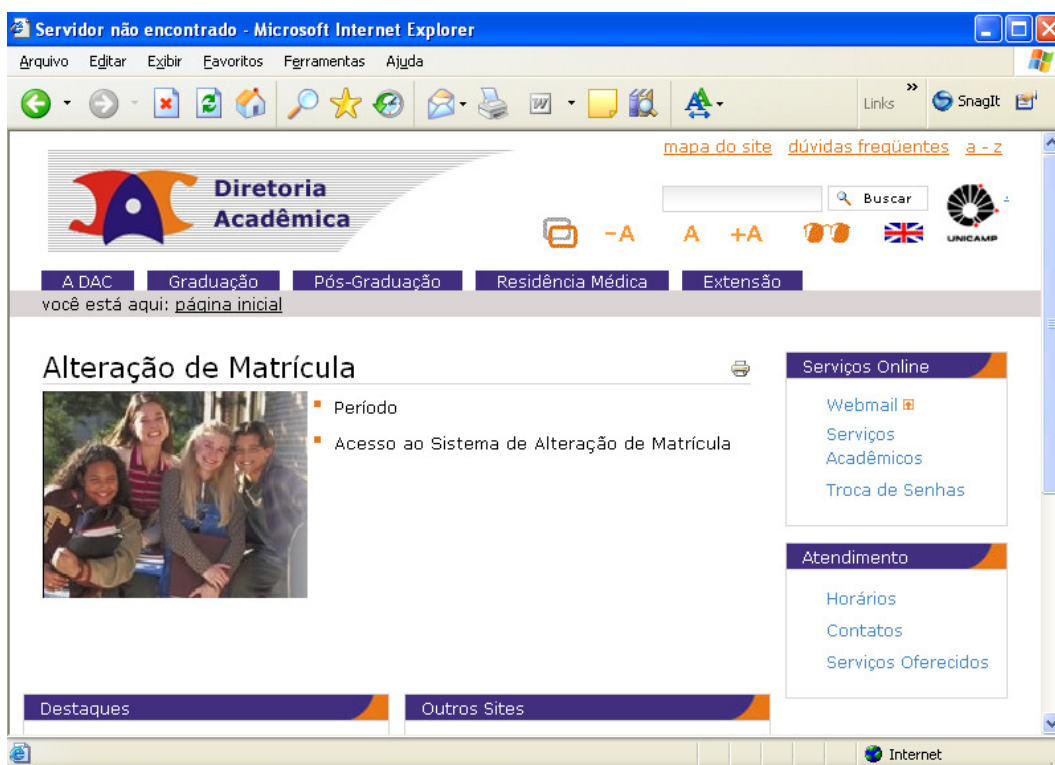 Servidor não encontrado - Microsoft Internet Explorer
Arquivo Editar Exibir Favoritos Ferramentas Ajuda
Links » SnagIt
mapa do site dúvidas freqüentes a - z
Diretoria
Acadêmica
Buscar
-A A +A
UNICAMP
A DAC Graduação Pós-Graduação Residência Médica Extensão
você está aqui: página inicial
Alteração de Matrícula
Período
Acesso ao Sistema de Alteração de Matrícula
Serviços Online
Webmail
Serviços
Acadêmicos
Troca de Senhas
Atendimento
Horários
Contatos
Serviços Oferecidos
Destaques
Outros Sites
Internet